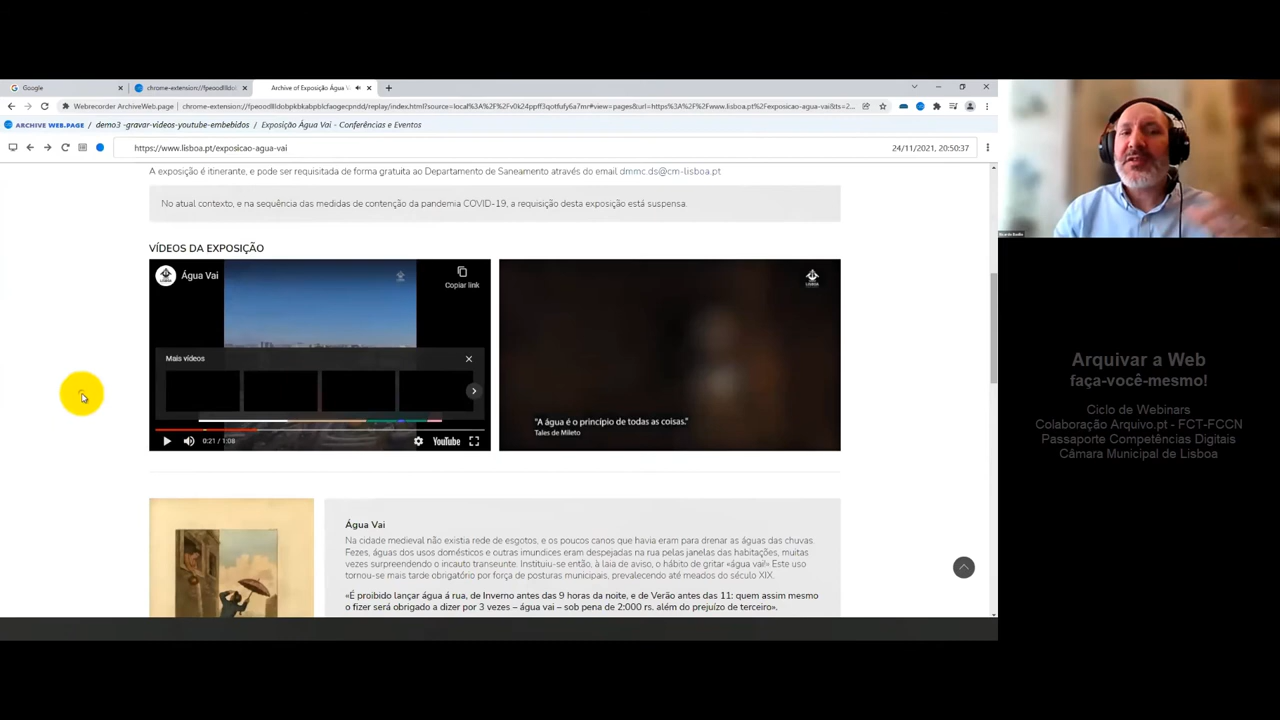 Google
chrome-extension://fpeoodllldobpkbkabpblcfaogecpndd
Archive of Exposição Água V
Webrecorder ArchiveWeb.page
ARCHIVE WEB.PAGE / demo3 -gravar-videos-youtube-embebidos / Exposição Água Vai - Conferências e Eventos
https://www.lisboa.pt/exposicao-agua-vai
24/11/2021, 20:50:37
A exposição é itinerante, e pode ser requisitada de forma gratuita ao Departamento de Saneamento através do email dmmc.ds@cm-lisboa.pt
No atual contexto, e na sequência das medidas de contenção da pandemia COVID-19, a requisição desta exposição está suspensa.
VÍDEOS DA EXPOSIÇÃO
LISBOA
Água Vai
Copiar link
Mais vídeos
0:21 / 1:08
YouTube
LISBOA
"A água é o princípio de todas as coisas."
Tales de Mileto
Água Vai
Na cidade medieval não existia rede de esgotos, e os poucos canos que havia eram para drenar as águas das chuvas.
Fezes, águas dos usos domésticos e outras imundices eram despejadas na rua pelas janelas das habitações, muitas
vezes surpreendendo o incauto transeunte. Instituiu-se então, à laia de aviso, o hábito de gritar «água vai!» Este uso
tornou-se mais tarde obrigatório por força de posturas municipais, prevalecendo até meados do século XIX.
«É proibido lançar água á rua, de Inverno antes das 9 horas da noite, e de Verão antes das 11: quem assim mesmo
o fizer será obrigado a dizer por 3 vezes – água vai – sob pena de 2:000 rs. além do prejuízo de terceiro».
Arquivar a Web
faça-você-mesmo!
Ciclo de Webinars
Colaboração Arquivo.pt - FCT-FCCN
Passaporte Competências Digitais
Câmara Municipal de Lisboa